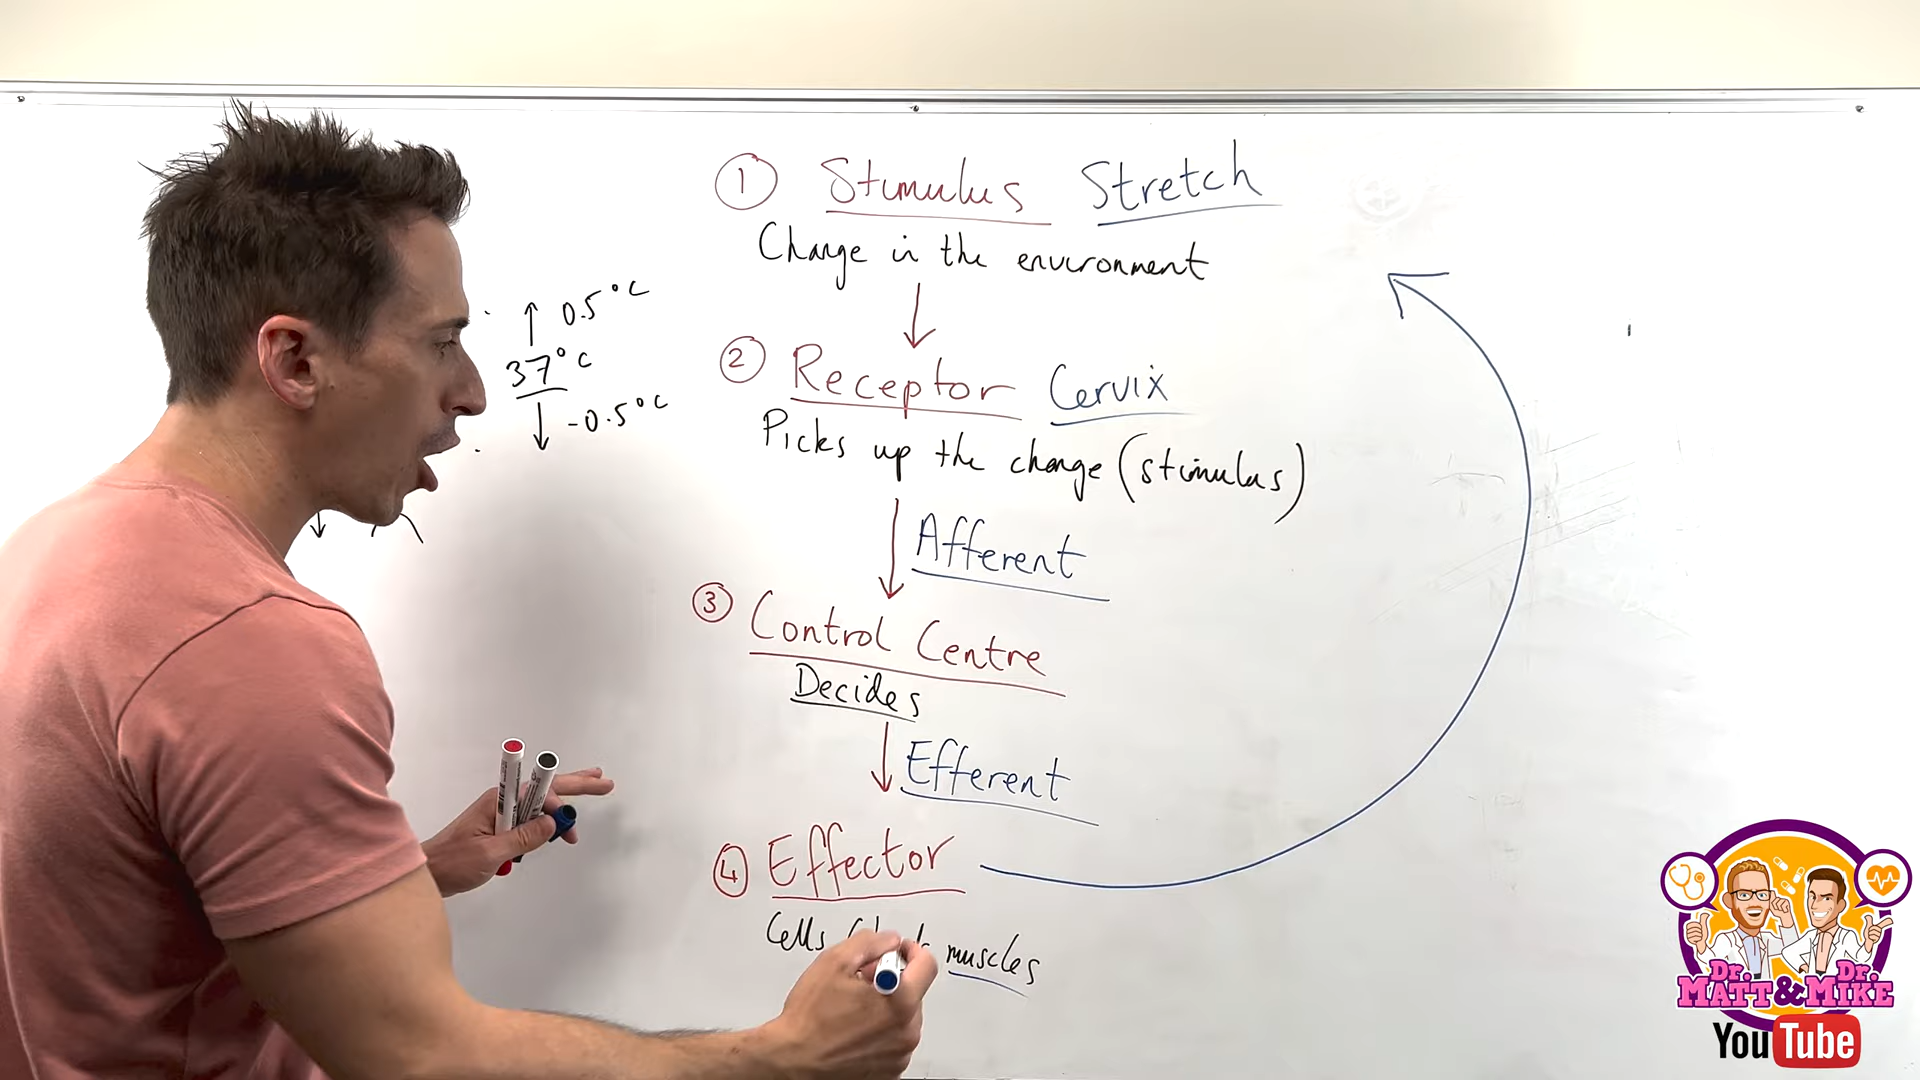 ① Stimulus Stretch
Change in the environment
② Receptor Cervix
Picks up the change (stimulus)
Afferent
③ Control Centre
Decides
Efferent
④ Effector
Cells muscles
↑ 0.5°C
37°C
↓ -0.5°C
Dr. Dr.
MATT & MIKE
YouTube